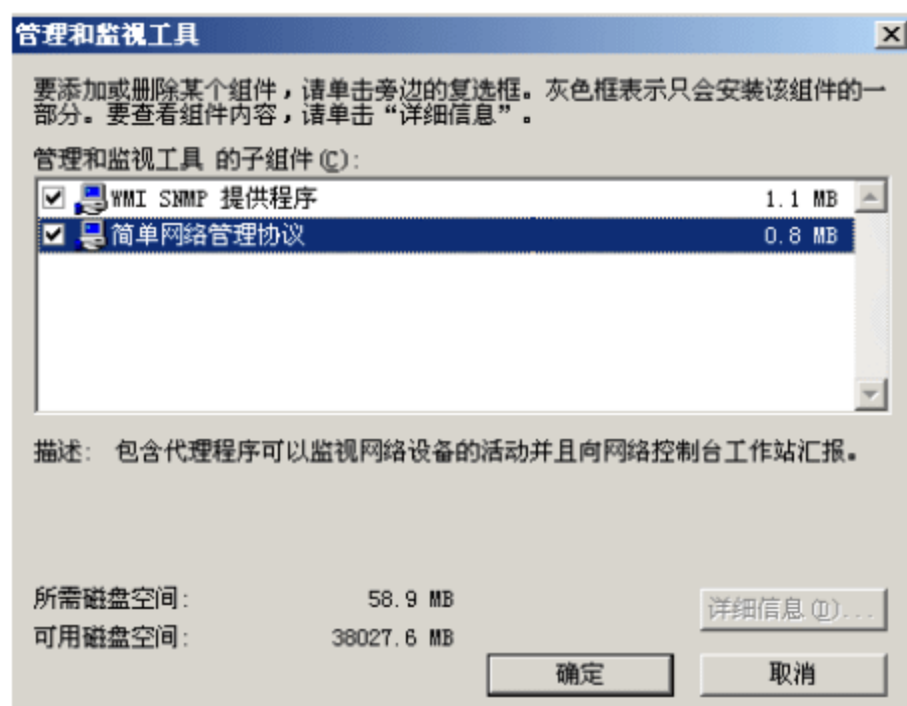 管理和监视工具
要添加或删除某个组件，请单击旁边的复选框。灰色框表示只会安装该组件的一
部分。要查看组件内容，请单击“详细信息”。
管理和监视工具 的子组件(C):
WMI SNMP 提供程序 1.1 MB
简单网络管理协议 0.8 MB
描述: 包含代理程序可以监视网络设备的活动并且向网络控制台工作站汇报。
所需磁盘空间: 58.9 MB
详细信息(D)...
可用磁盘空间: 38027.6 MB
确定 取消